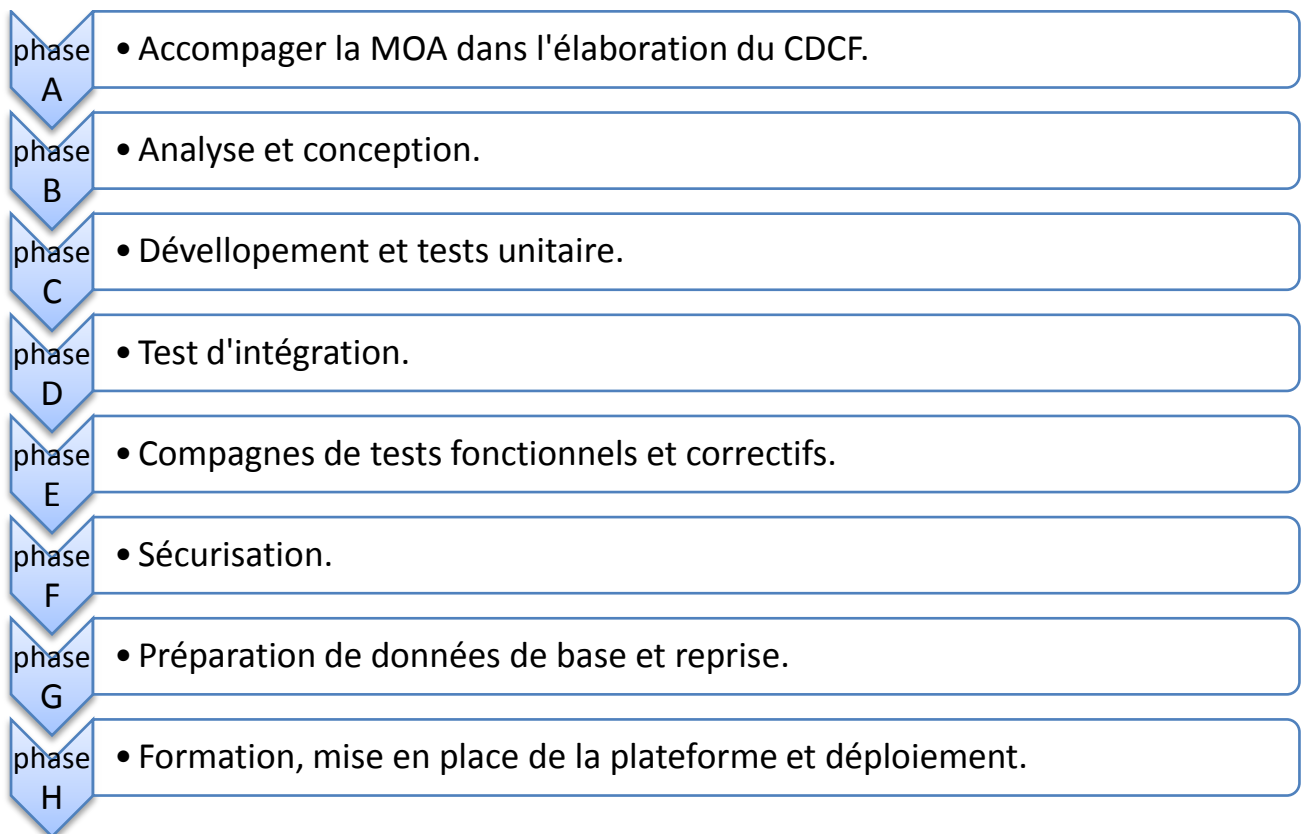 phase A
• Accompager la MOA dans l'élaboration du CDCF.
phase B
• Analyse et conception.
phase C
• Dévellopement et tests unitaire.
phase D
• Test d'intégration.
phase E
• Compagnes de tests fonctionnels et correctifs.
phase F
• Sécurisation.
phase G
• Préparation de données de base et reprise.
phase H
• Formation, mise en place de la plateforme et déploiement.